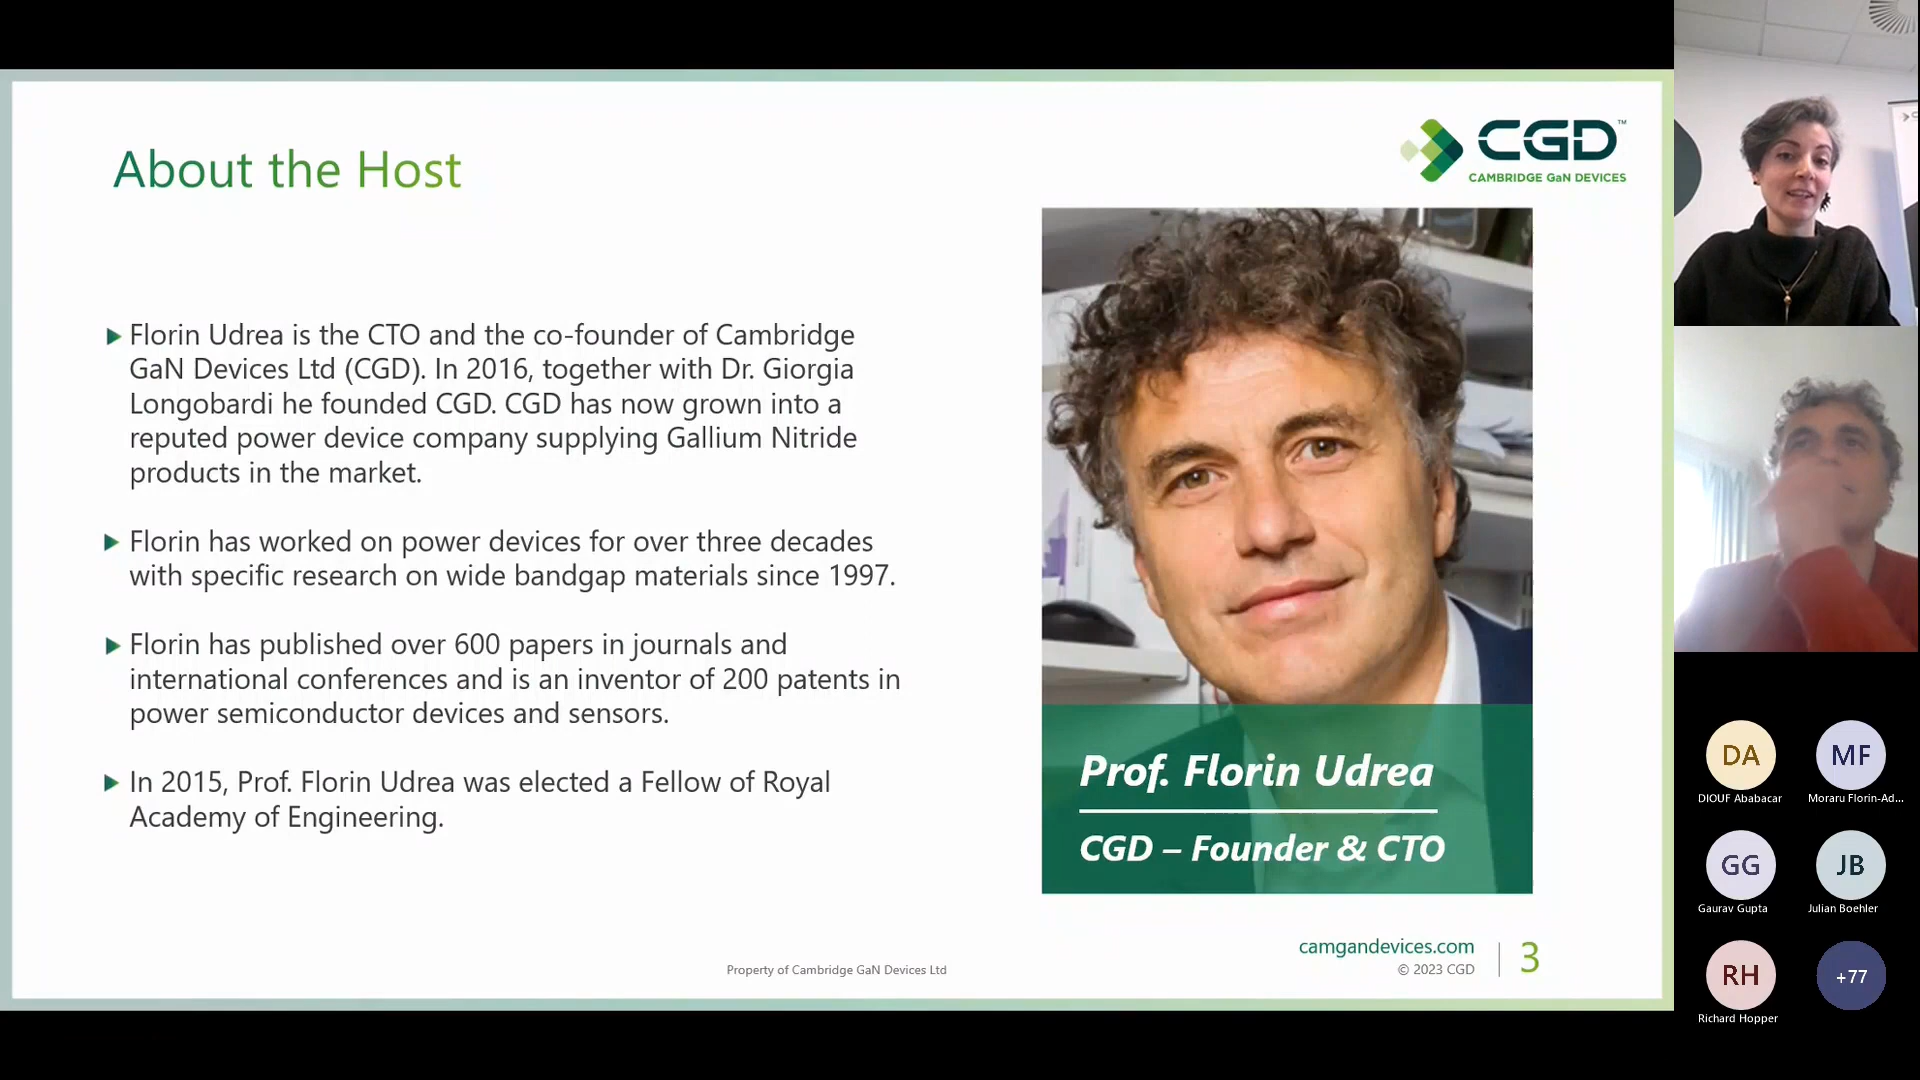 About the Host
CGD™
CAMBRIDGE GaN DEVICES
Florin Udrea is the CTO and the co-founder of Cambridge
GaN Devices Ltd (CGD). In 2016, together with Dr. Giorgia
Longobardi he founded CGD. CGD has now grown into a
reputed power device company supplying Gallium Nitride
products in the market.
Florin has worked on power devices for over three decades
with specific research on wide bandgap materials since 1997.
Florin has published over 600 papers in journals and
international conferences and is an inventor of 200 patents in
power semiconductor devices and sensors.
In 2015, Prof. Florin Udrea was elected a Fellow of Royal
Academy of Engineering.
Prof. Florin Udrea
CGD – Founder & CTO
Property of Cambridge GaN Devices Ltd
camgandevices.com
© 2023 CGD
3
DA
DIOUF Ababacar
MF
Moraru Florin-Ad...
GG
Gaurav Gupta
JB
Julian Boehler
RH
Richard Hopper
+77